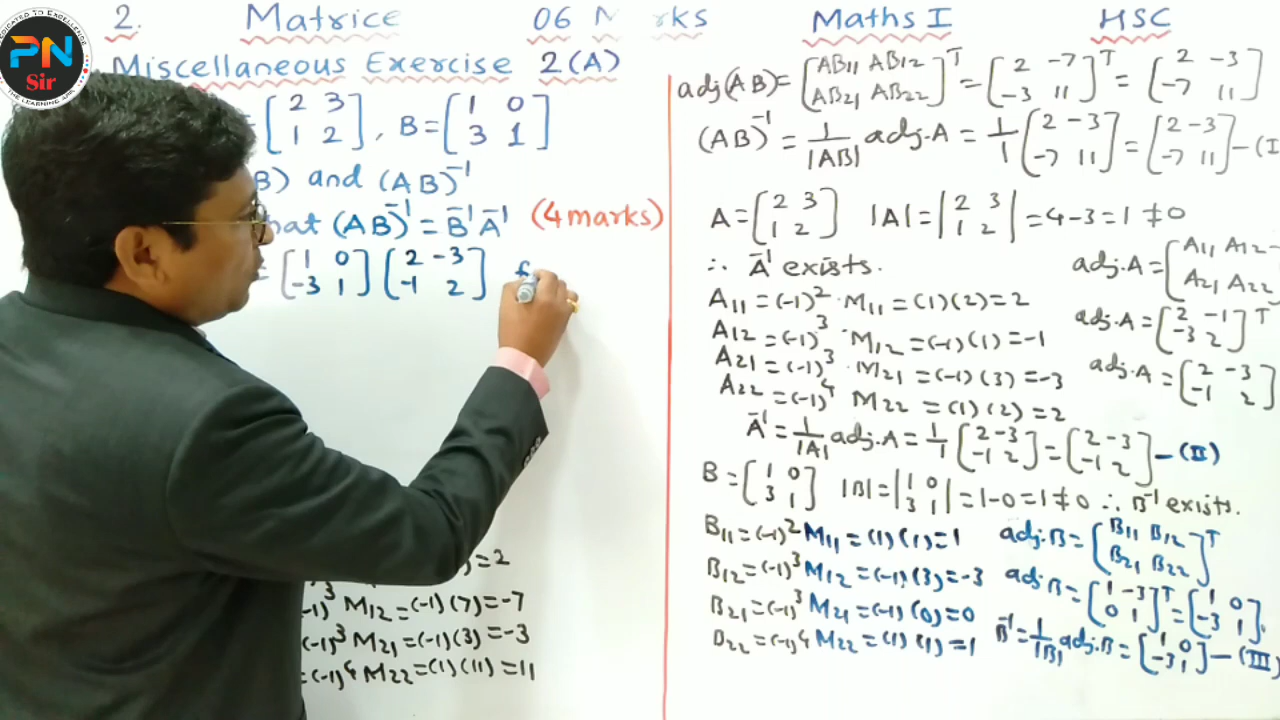 DEDICATED TO EXCELLENCE
PN
Sir
THE LEARNING APP
2. Matrice 06 M rks Maths I HSC
Miscellaneous Exercise 2(A)
= [2 3 1 2], B = [1 0 3 1]
B) and (AB)⁻¹
hat (AB)⁻¹ = B⁻¹ A⁻¹ (4 marks)
= [1 0 -3 1] [2 -3 -1 2]
) = 2
-1)³ M12 = (-1)(7) = -7
(-1)³ M21 = (-1)(3) = -3
= (-1)⁴ M22 = (1)(11) = 11
adj(AB) = [AB11 AB12 AB21 AB22]ᵀ = [2 -7 -3 11]ᵀ = [2 -3 -7 11]
(AB)⁻¹ = 1/|AB| adj.A = 1/1 [2 -3 -7 11] = [2 -3 -7 11] – (I
A = [2 3 1 2] |A| = |2 3 1 2| = 4-3 = 1 ≠ 0
∴ A⁻¹ exists.
A11 = (-1)² · M11 = (1)(2) = 2
A12 = (-1)³ · M12 = (-1)(1) = -1
A21 = (-1)³ · M21 = (-1)(3) = -3
A22 = (-1)⁴ M22 = (1)(2) = 2
adj.A = [A11 A12 A21 A22
adj.A = [2 -1 -3 2]ᵀ
adj.A = [2 -3 -1 2]
A⁻¹ = 1/|A| adj.A = 1/1 [2 -3 -1 2] = [2 -3 -1 2] – (II)
B = [1 0 3 1] |B| = |1 0 3 1| = 1-0 = 1 ≠ 0 ∴ B⁻¹ exists.
B11 = (-1)² M11 = (1)(1) = 1
B12 = (-1)³ M12 = (-1)(3) = -3
B21 = (-1)³ M21 = (-1)(0) = 0
B22 = (-1)⁴ M22 = (1)(1) = 1
adj.B = [B11 B12 B21 B22]ᵀ
adj.B = [1 -3 0 1]ᵀ = [1 0 -3 1].
B⁻¹ = 1/|B| adj.B = [1 0 -3 1] – (III)